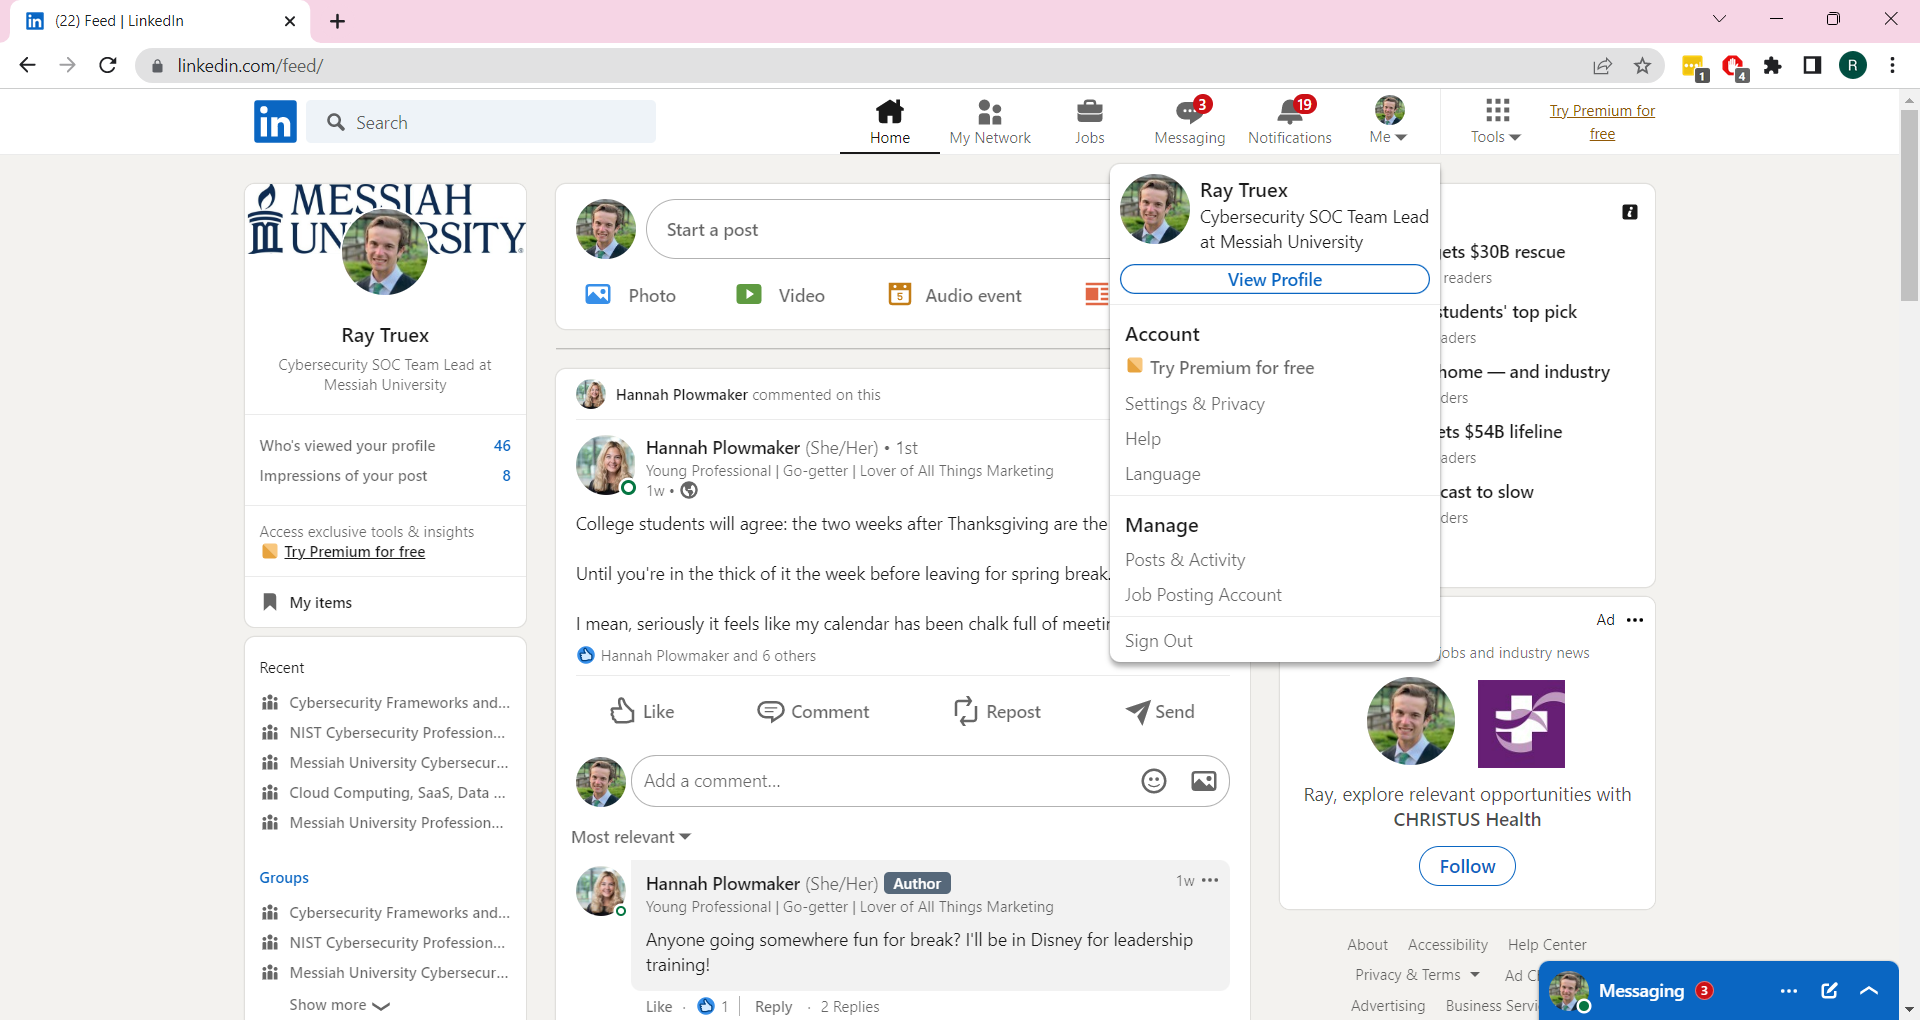 (22) Feed | LinkedIn
linkedin.com/feed/
1
4
R
in
Search
Home
My Network
Jobs
3
Messaging
19
Notifications
Me
Tools
Try Premium for
free
MESSIAH
UN RSITY
Ray Truex
Cybersecurity SOC Team Lead at
Messiah University
Who's viewed your profile 46
Impressions of your post 8
Access exclusive tools & insights
Try Premium for free
My items
Recent
Cybersecurity Frameworks and...
NIST Cybersecurity Profession...
Messiah University Cybersecur...
Cloud Computing, SaaS, Data ...
Messiah University Profession...
Groups
Cybersecurity Frameworks and...
NIST Cybersecurity Profession...
Messiah University Cybersecur...
Show more
Start a post
Photo
Video
5
Audio event
Hannah Plowmaker commented on this
Hannah Plowmaker (She/Her) • 1st
Young Professional | Go-getter | Lover of All Things Marketing
1w •
College students will agree: the two weeks after Thanksgiving are the
Until you're in the thick of it the week before leaving for spring break.
I mean, seriously it feels like my calendar has been chalk full of
Hannah Plowmaker and 6 others
Like
Comment
Repost
Send
Add a comment...
Most relevant
Hannah Plowmaker (She/Her) Author
1w
Young Professional | Go-getter | Lover of All Things Marketing
Anyone going somewhere fun for break? I'll be in Disney for leadership
training!
Like · 1 | Reply · 2 Replies
Ray Truex
Cybersecurity SOC Team Lead
at Messiah University
View Profile
Account
Try Premium for free
Settings & Privacy
Help
Language
Manage
Posts & Activity
Job Posting Account
Sign Out
ets $30B rescue
readers
students' top pick
aders
home — and industry
ders
ets $54B lifeline
aders
cast to slow
ders
Ad
obs and industry news
Ray, explore relevant opportunities with
CHRISTUS Health
Follow
About
Accessibility
Help Center
Privacy & Terms
Ad
Advertising
Business
Messaging 3